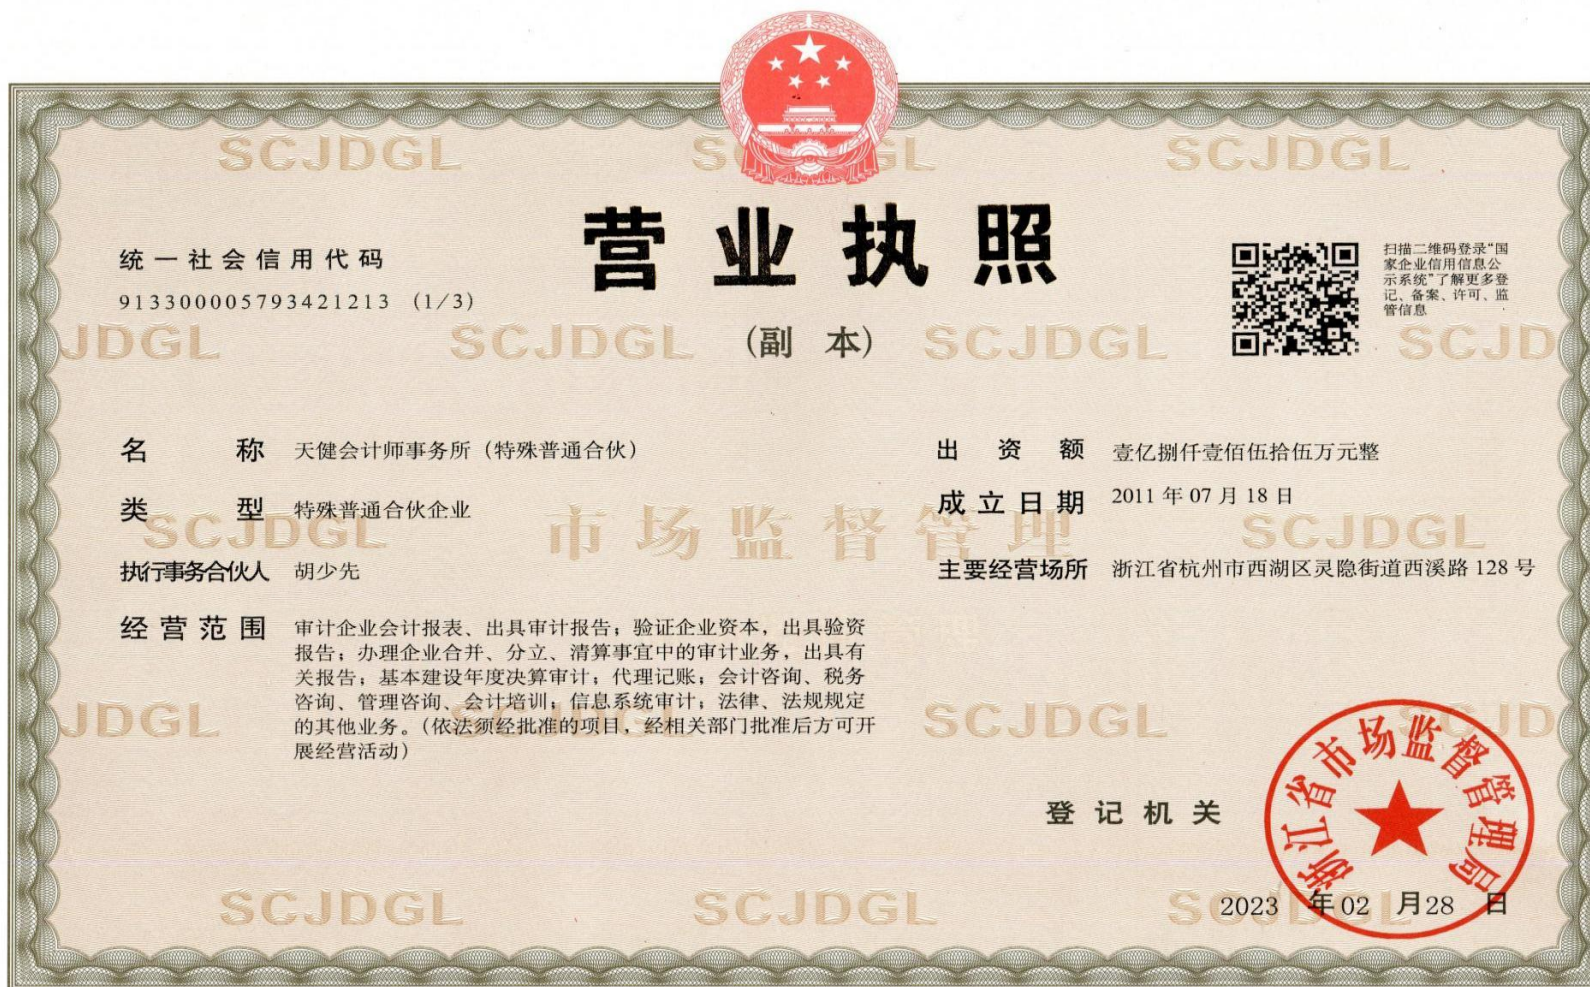 SCJDGL SCJDGL SCJDGL
营业执照
(副 本)
统一社会信用代码
913300005793421213 (1/3)
扫描二维码登录“国
家企业信用信息公
示系统”了解更多登
记、备案、许可、监
管信息
JDGL SCJDGL SCJDGL SCJD
名 称 天健会计师事务所（特殊普通合伙）
类 型 特殊普通合伙企业
执行事务合伙人 胡少先
经营范围 审计企业会计报表、出具审计报告；验证企业资本，出具验资
报告；办理企业合并、分立、清算事宜中的审计业务，出具有
关报告；基本建设年度决算审计；代理记账；会计咨询、税务
咨询、管理咨询、会计培训；信息系统审计；法律、法规规定
的其他业务。（依法须经批准的项目，经相关部门批准后方可开
展经营活动）
出资额 壹亿捌仟壹佰伍拾伍万元整
成立日期 2011 年 07 月 18 日
主要经营场所 浙江省杭州市西湖区灵隐街道西溪路 128 号
SCJDGL 市场监督管理 SCJDGL
JDGL SCJDGL SCJDGL SCJD
登记机关
浙江省市场监督管理局
2023 年 02 月 28 日
SCJDGL SCJDGL SCJDGL